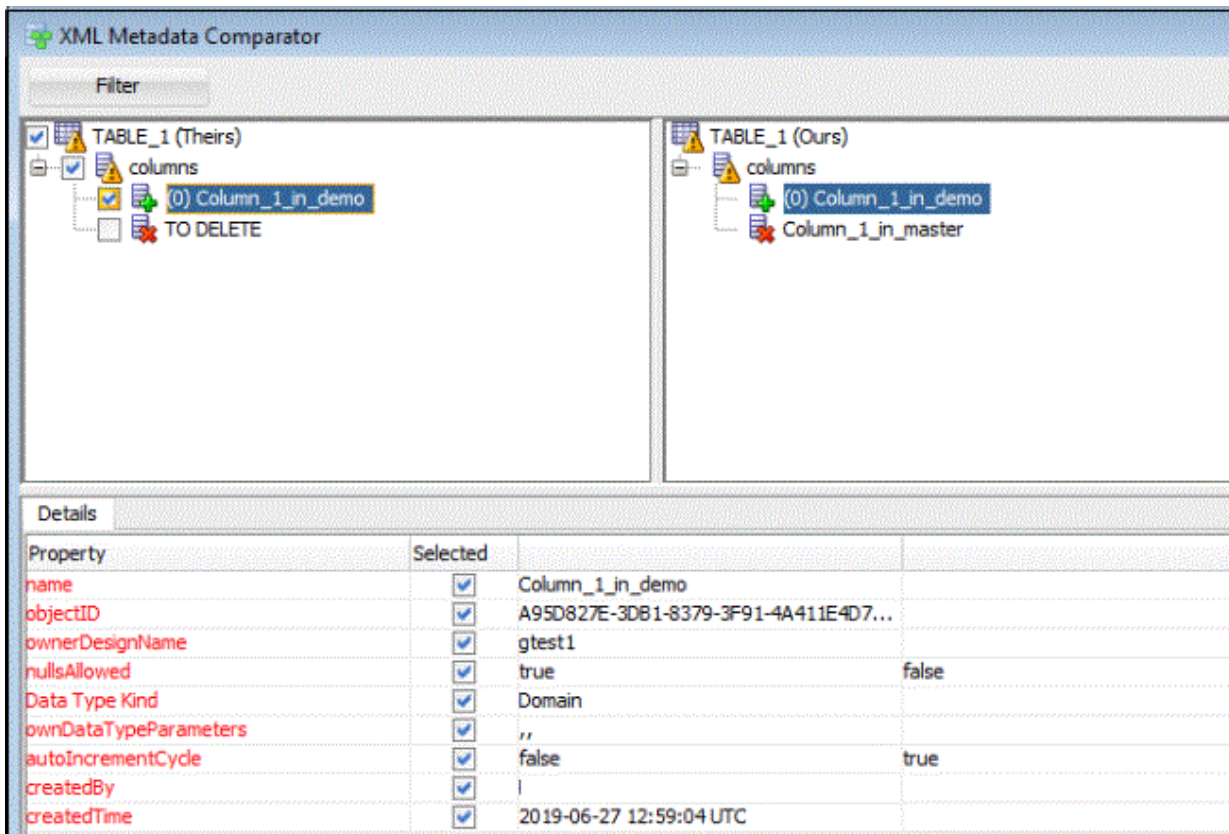 XML Metadata Comparator
Filter
TABLE_1 (Theirs)
columns
(0) Column_1_in_demo
TO DELETE
TABLE_1 (Ours)
columns
(0) Column_1_in_demo
Column_1_in_master
Details
Property Selected
name Column_1_in_demo
objectID A95D827E-3DB1-8379-3F91-4A411E4D7...
ownerDesignName gtest1
nullsAllowed true false
Data Type Kind Domain
ownDataTypeParameters ,,
autoIncrementCycle false true
createdBy
createdTime 2019-06-27 12:59:04 UTC